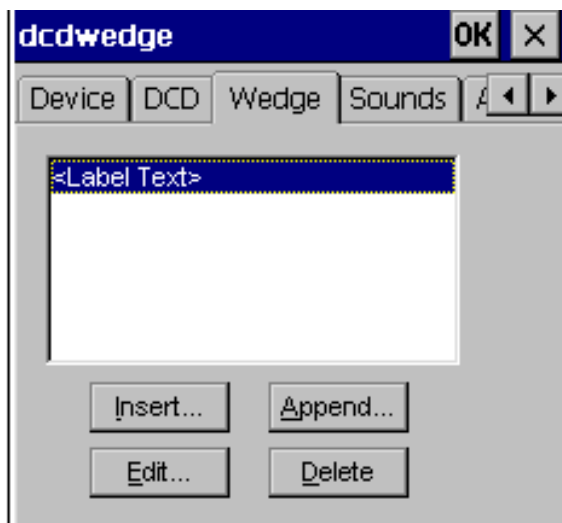 dcdwedge OK
Device DCD Wedge Sounds
<Label Text>
Insert... Append...
Edit... Delete